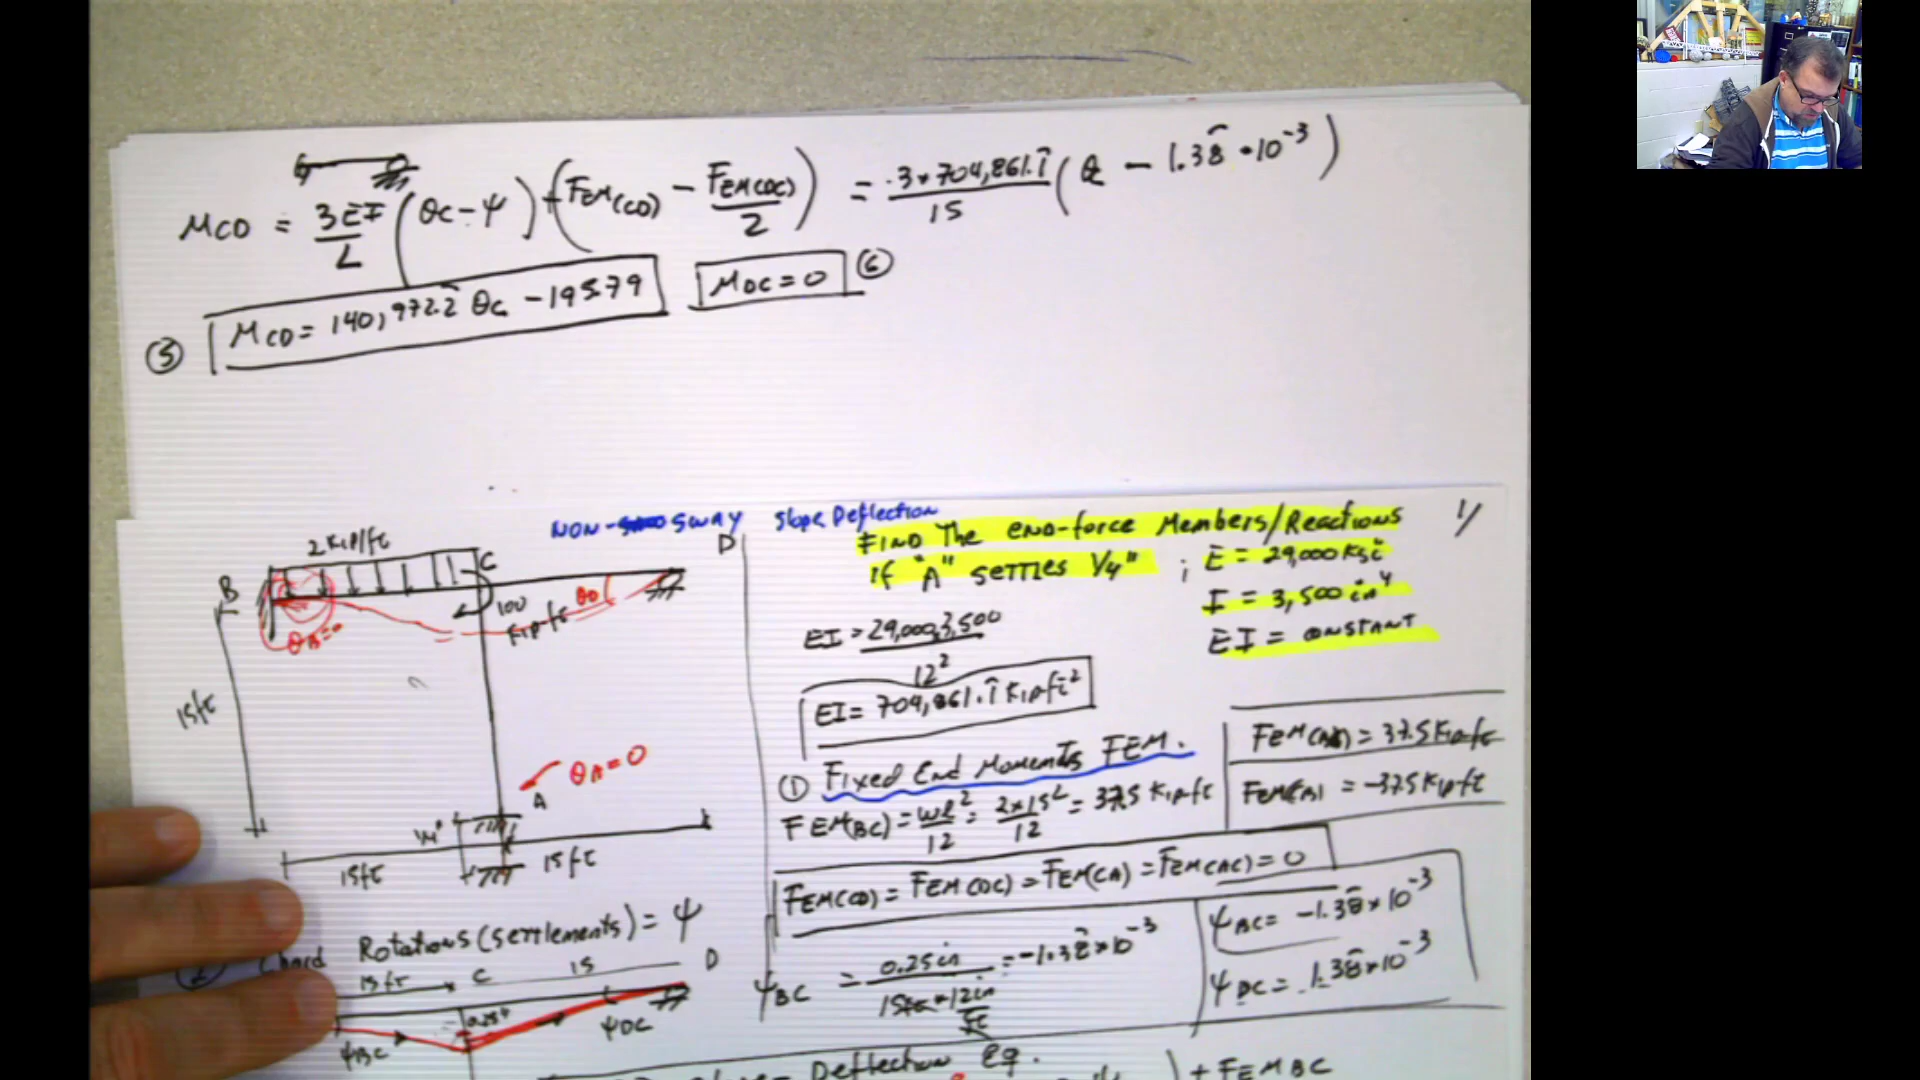 MCD = 3EI/L (θC - Ψ) + (FEM(CD) - FEM(DC)/2) = 3*704,861.1̂/15 (θC - 1.38̂ • 10^-3)
⑤ MCD = 140,972.2̂ θC - 195.79
MDC = 0 ⑥
NON-SWAY Slope Deflection
1/
Find The end-force Members/Reactions
If "A" settles 1/4" ; E = 29,000 ksi
I = 3,500 in^4
EI = constant
2 kip/ft
B
C
D
100
kip-ft
θD
θB=0
15ft
θA=0
A
1/4"
15ft
15ft
EI = 29,000*3,500/12^2
EI = 704,861.1̂ kip ft^2
① Fixed End Moments FEM.
FEM(BC) = wl^2/12 = 2x15^2/12 = 37.5 kip ft
= 37.5 kip-ft
= -37.5 kip ft
FEM(CD) = FEM(DC) = FEM(CA) = FEM(AC) = 0
② Chord Rotations (settlements) = Ψ
15ft
C
15
D
0.25"
ΨBC
ΨDC
ΨBC = 0.25in/15ft*12in/ft = -1.38̂*10^-3
ΨBC = -1.38̂*10^-3
ΨDC = 1.38̂*10^-3
Deflection Eq.
+ FEM BC